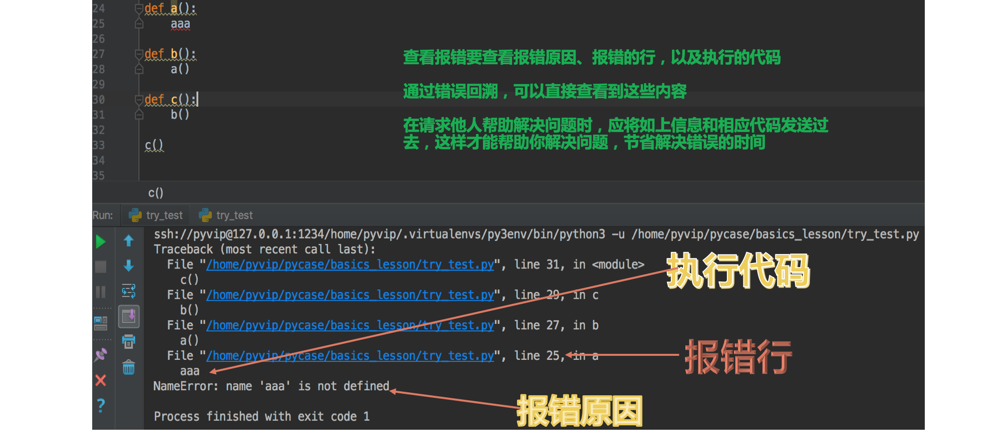 24 def a():
25 aaa
26
27 def b():
28 a()
29
30 def c():
31 b()
32
33 c()
34
35
查看报错要查看报错原因、报错的行，以及执行的代码
通过错误回溯，可以直接查看到这些内容
在请求他人帮助解决问题时，应将如上信息和相应代码发送过
去，这样才能帮助你解决问题，节省解决错误的时间
c()
Run: try_test try_test
ssh://pyvip@127.0.0.1:1234/home/pyvip/.virtualenvs/py3env/bin/python3 -u /home/pyvip/pycase/basics_lesson/try_test.py
Traceback (most recent call last):
File "/home/pyvip/pycase/basics_lesson/try_test.py", line 31, in <module>
c()
File "/home/pyvip/pycase/basics_lesson/try_test.py", line 29, in c
b()
File "/home/pyvip/pycase/basics_lesson/try_test.py", line 27, in b
a()
File "/home/pyvip/pycase/basics_lesson/try_test.py", line 25, in a
aaa
NameError: name 'aaa' is not defined
Process finished with exit code 1
执行代码
报错行
报错原因